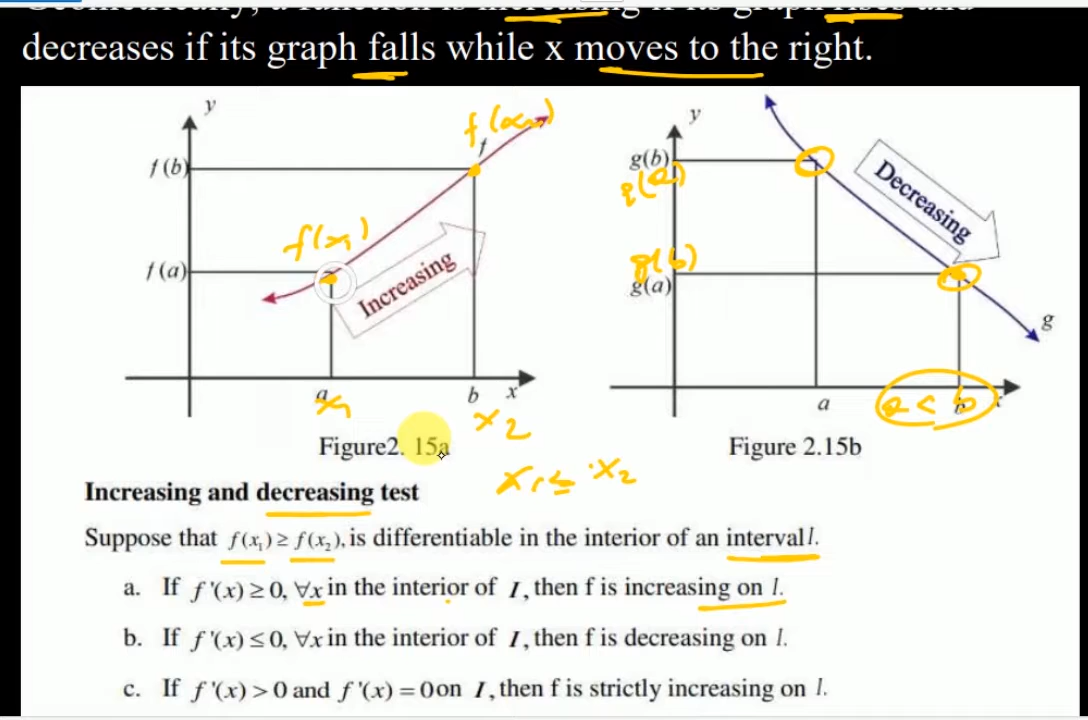 decreases if its graph falls while x moves to the right.
y
f(x₂)
f
f (b)
f(x₁)
f (a)
Increasing
a
b
x
x₁
x₂
Figure2. 15a
y
g(b)
g(a)
g(b)
g(a)
Decreasing
g
a
a < b
Figure 2.15b
x₁ ≤ x₂
Increasing and decreasing test
Suppose that f(x₁) ≥ f(x₂), is differentiable in the interior of an interval I.
a. If f '(x) ≥ 0, ∀x in the interior of I, then f is increasing on I.
b. If f '(x) ≤ 0, ∀x in the interior of I, then f is decreasing on I.
c. If f '(x) > 0 and f '(x) = 0 on I, then f is strictly increasing on I.